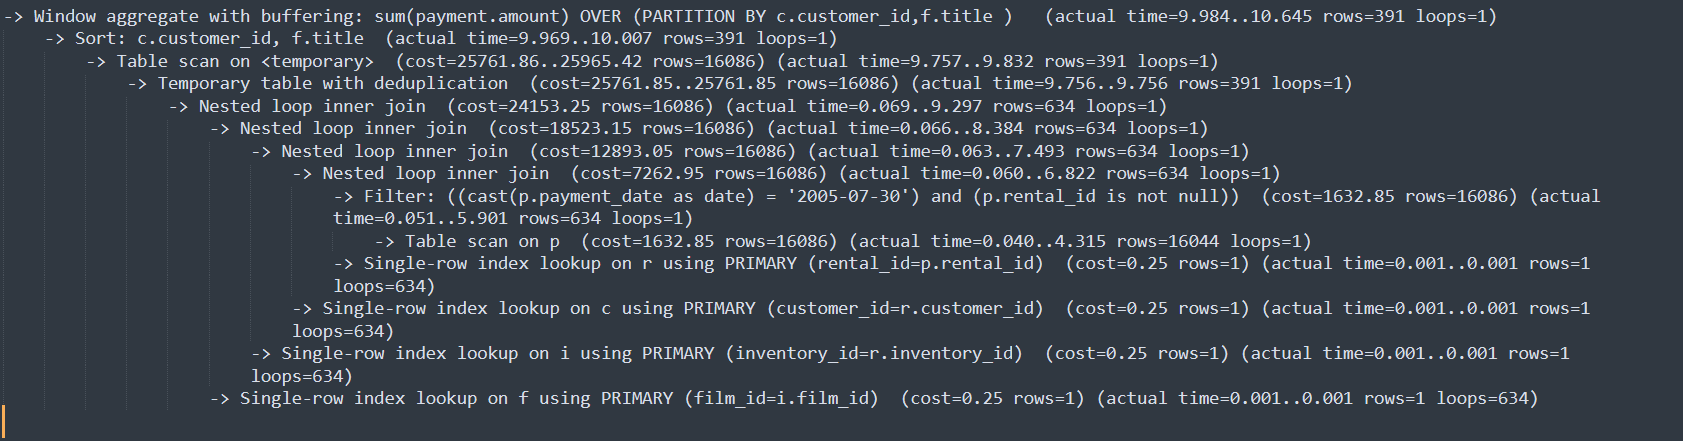 -> Window aggregate with buffering: sum(payment.amount) OVER (PARTITION BY c.customer_id,f.title )   (actual time=9.984..10.645 rows=391 loops=1)
    -> Sort: c.customer_id, f.title  (actual time=9.969..10.007 rows=391 loops=1)
        -> Table scan on <temporary>  (cost=25761.86..25965.42 rows=16086) (actual time=9.757..9.832 rows=391 loops=1)
            -> Temporary table with deduplication  (cost=25761.85..25761.85 rows=16086) (actual time=9.756..9.756 rows=391 loops=1)
                -> Nested loop inner join  (cost=24153.25 rows=16086) (actual time=0.069..9.297 rows=634 loops=1)
                    -> Nested loop inner join  (cost=18523.15 rows=16086) (actual time=0.066..8.384 rows=634 loops=1)
                        -> Nested loop inner join  (cost=12893.05 rows=16086) (actual time=0.063..7.493 rows=634 loops=1)
                            -> Nested loop inner join  (cost=7262.95 rows=16086) (actual time=0.060..6.822 rows=634 loops=1)
                                -> Filter: ((cast(p.payment_date as date) = '2005-07-30') and (p.rental_id is not null))  (cost=1632.85 rows=16086) (actual
                                time=0.051..5.901 rows=634 loops=1)
                                    -> Table scan on p  (cost=1632.85 rows=16086) (actual time=0.040..4.315 rows=16044 loops=1)
                                -> Single-row index lookup on r using PRIMARY (rental_id=p.rental_id)  (cost=0.25 rows=1) (actual time=0.001..0.001 rows=1
                                loops=634)
                            -> Single-row index lookup on c using PRIMARY (customer_id=r.customer_id)  (cost=0.25 rows=1) (actual time=0.001..0.001 rows=1
                            loops=634)
                        -> Single-row index lookup on i using PRIMARY (inventory_id=r.inventory_id)  (cost=0.25 rows=1) (actual time=0.001..0.001 rows=1
                        loops=634)
                    -> Single-row index lookup on f using PRIMARY (film_id=i.film_id)  (cost=0.25 rows=1) (actual time=0.001..0.001 rows=1 loops=634)